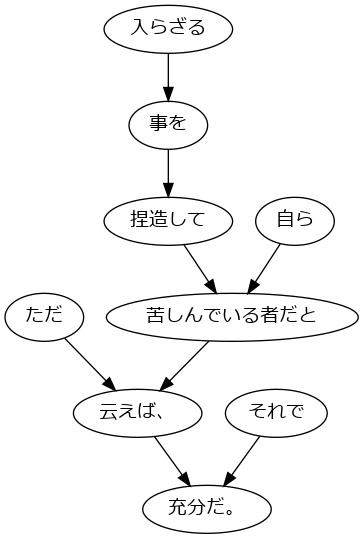 入らざる
事を
捏造して
自ら
ただ
苦しんでいる者だと
云えば、
それで
充分だ。